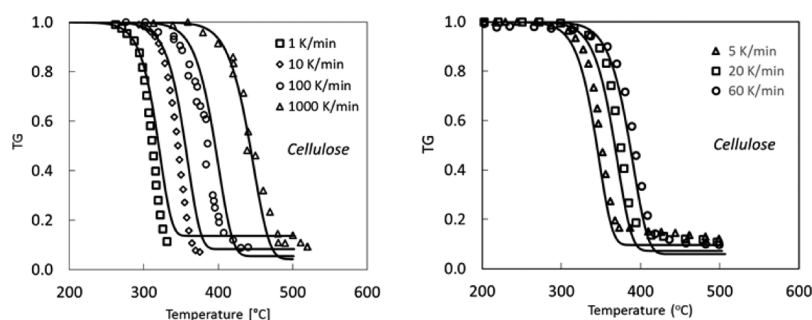 1.0
0.8
0.6
0.4
0.2
0.0
TG
200 300 400 500 600
Temperature [°C]
1 K/min
10 K/min
100 K/min
1000 K/min
Cellulose
1.0
0.8
0.6
0.4
0.2
0.0
TG
200 300 400 500 600
Temperature (°C)
5 K/min
20 K/min
60 K/min
Cellulose